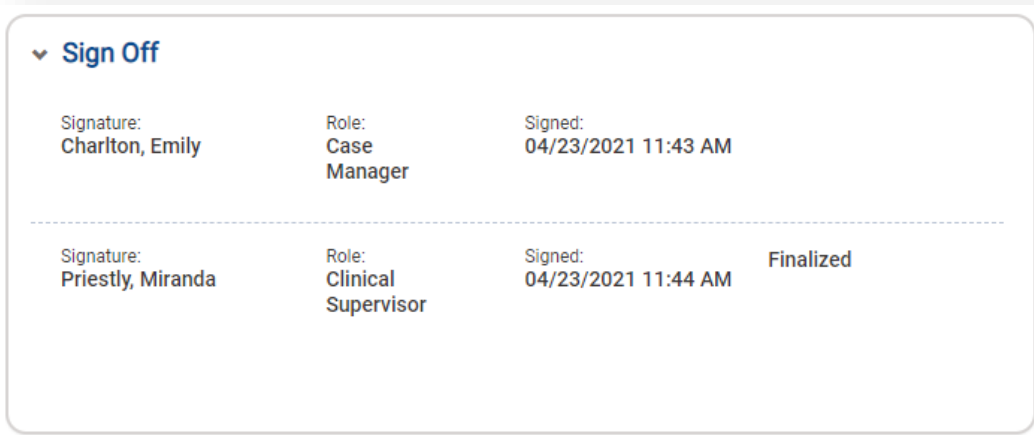 Sign Off
Signature: Role: Signed:
Charlton, Emily Case 04/23/2021 11:43 AM
Manager
Signature: Role: Signed: Finalized
Priestly, Miranda Clinical 04/23/2021 11:44 AM
Supervisor